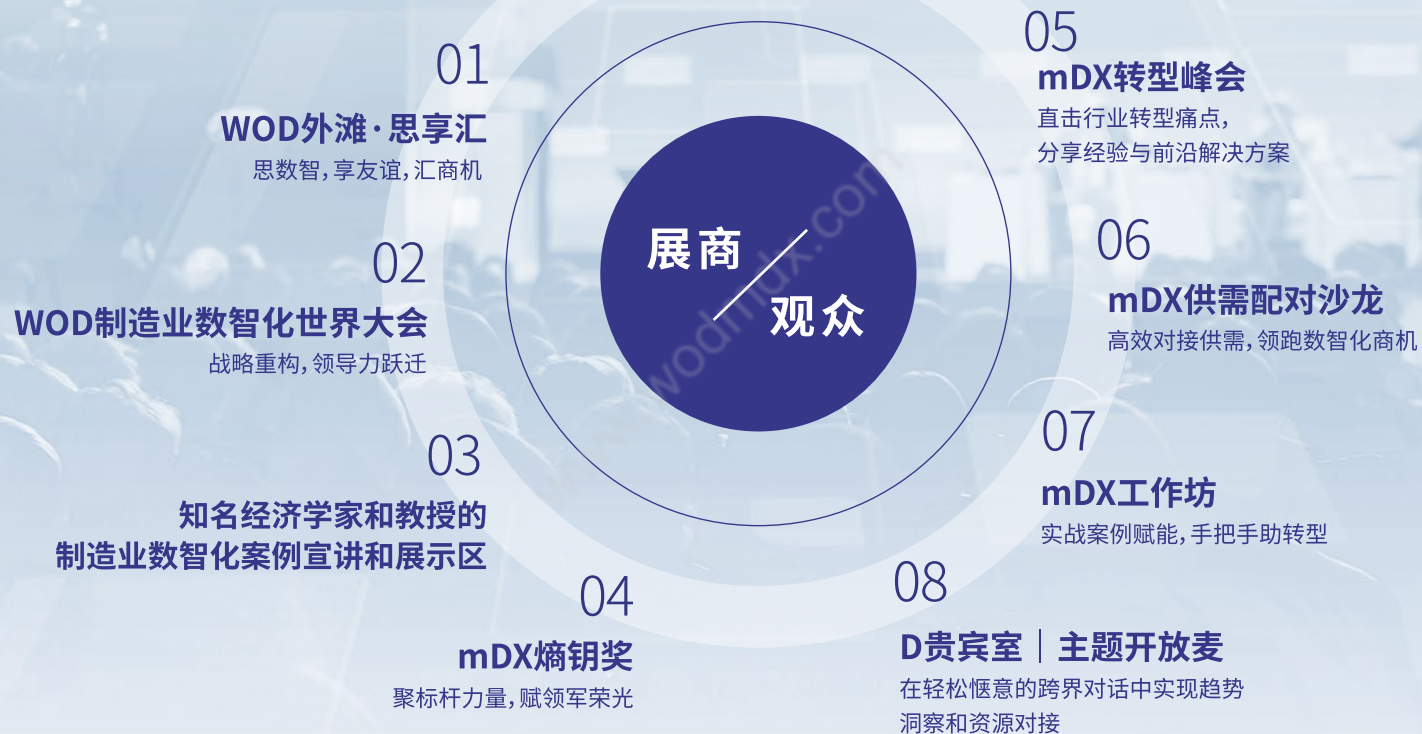 01
WOD外滩·思享汇
思数智，享友谊，汇商机
02
WOD制造业数智化世界大会
战略重构，领导力跃迁
03
知名经济学家和教授的
制造业数智化案例宣讲和展示区
04
mDX熵钥奖
聚标杆力量，赋领军荣光
展商
观众
www.wodmdx.com
05
mDX转型峰会
直击行业转型痛点，
分享经验与前沿解决方案
06
mDX供需配对沙龙
高效对接供需，领跑数智化商机
07
mDX工作坊
实战案例赋能，手把手助转型
08
D贵宾室｜主题开放麦
在轻松惬意的跨界对话中实现趋势
洞察和资源对接